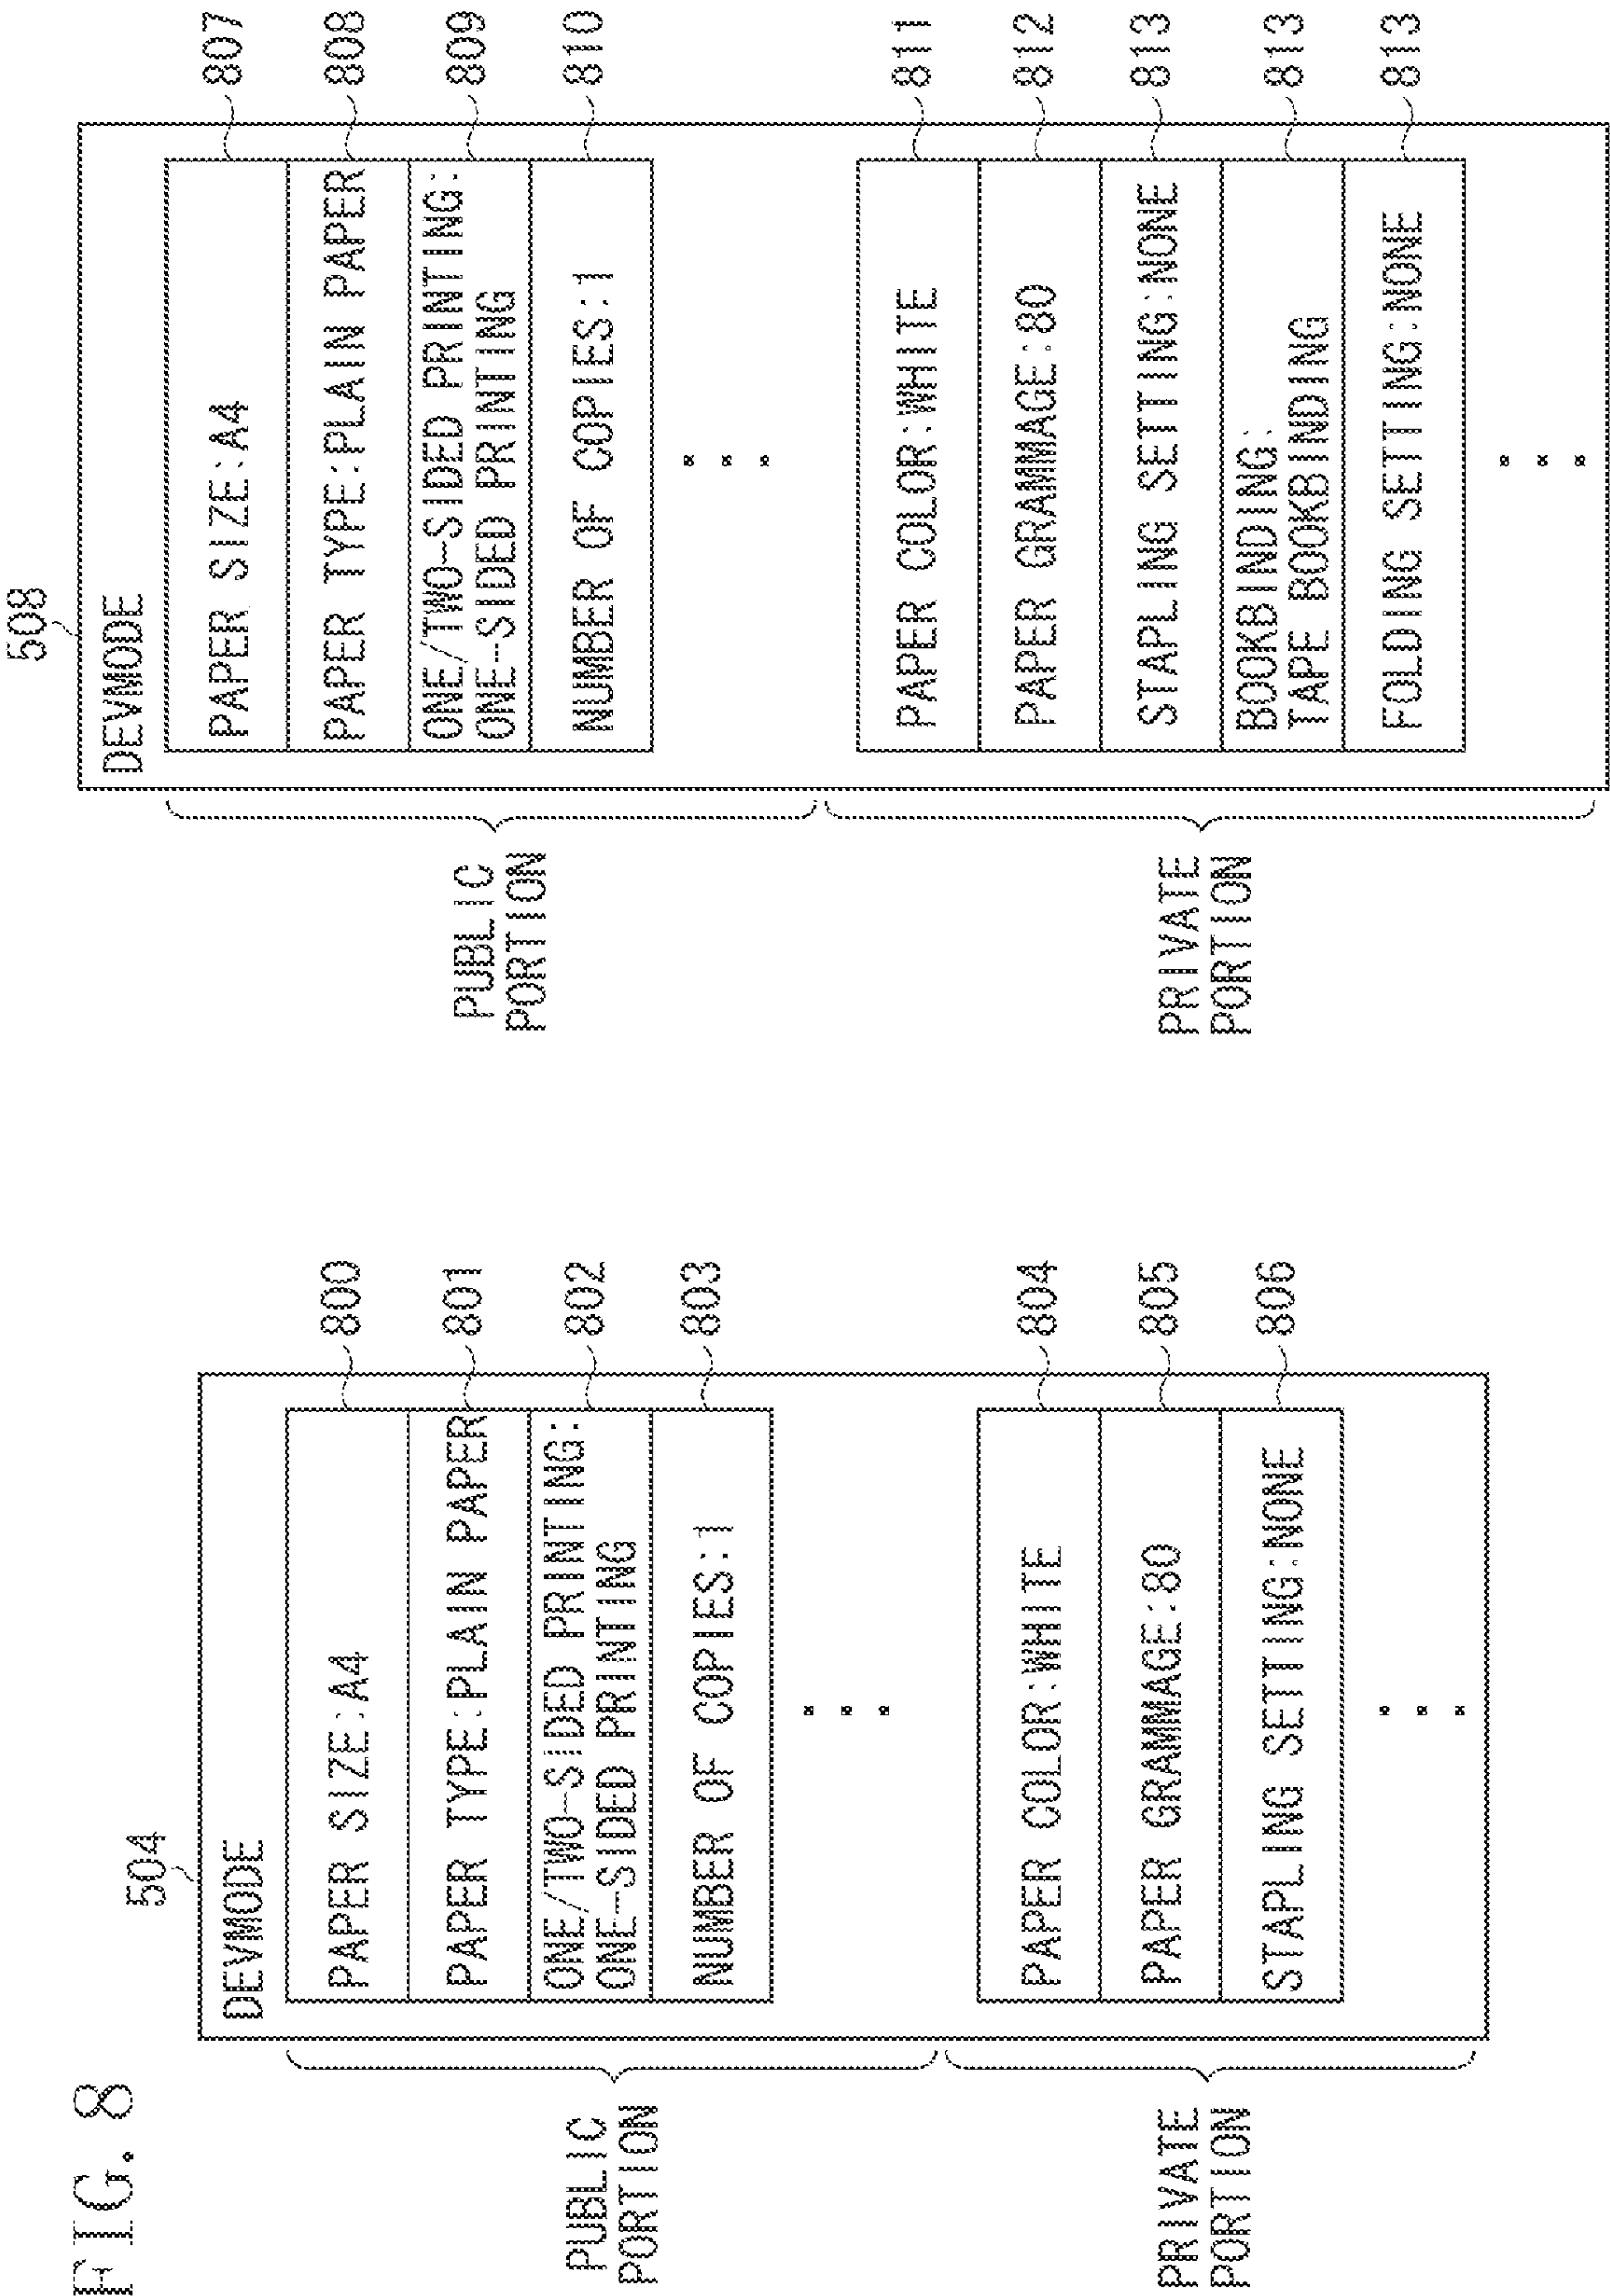 FIG. 8
504
DEVMODE
PUBLIC
PORTION
PAPER SIZE:A4
800
PAPER TYPE:PLAIN PAPER
801
ONE/TWO-SIDED PRINTING:
ONE-SIDED PRINTING
802
NUMBER OF COPIES:1
803
PRIVATE
PORTION
PAPER COLOR:WHITE
804
PAPER GRAMMAGE:80
805
STAPLING SETTING:NONE
806
508
DEVMODE
PUBLIC
PORTION
PAPER SIZE:A4
807
PAPER TYPE:PLAIN PAPER
808
ONE/TWO-SIDED PRINTING:
ONE-SIDED PRINTING
809
NUMBER OF COPIES:1
810
PRIVATE
PORTION
PAPER COLOR:WHITE
811
PAPER GRAMMAGE:80
812
STAPLING SETTING:NONE
813
BOOKBINDING:
TAPE BOOKBINDING
813
FOLDING SETTING:NONE
813